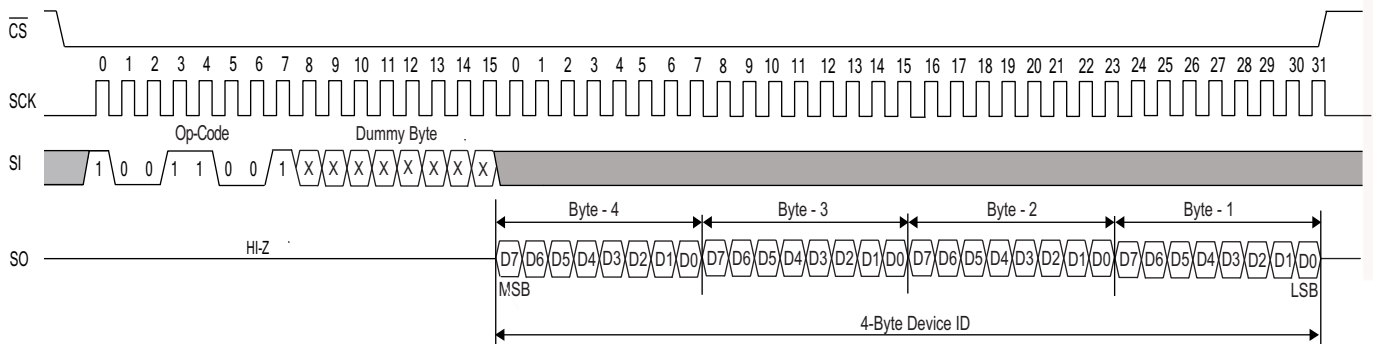 CS
0 1 2 3 4 5 6 7 8 9 10 11 12 13 14 15 0 1 2 3 4 5 6 7 8 9 10 11 12 13 14 15 16 17 18 19 20 21 22 23 24 25 26 27 28 29 30 31
SCK
Op-Code Dummy Byte
SI 1 0 0 1 1 0 0 1 X X X X X X X X
Byte - 4 Byte - 3 Byte - 2 Byte - 1
HI-Z
SO D7 D6 D5 D4 D3 D2 D1 D0 D7 D6 D5 D4 D3 D2 D1 D0 D7 D6 D5 D4 D3 D2 D1 D0 D7 D6 D5 D4 D3 D2 D1 D0
MSB LSB
4-Byte Device ID